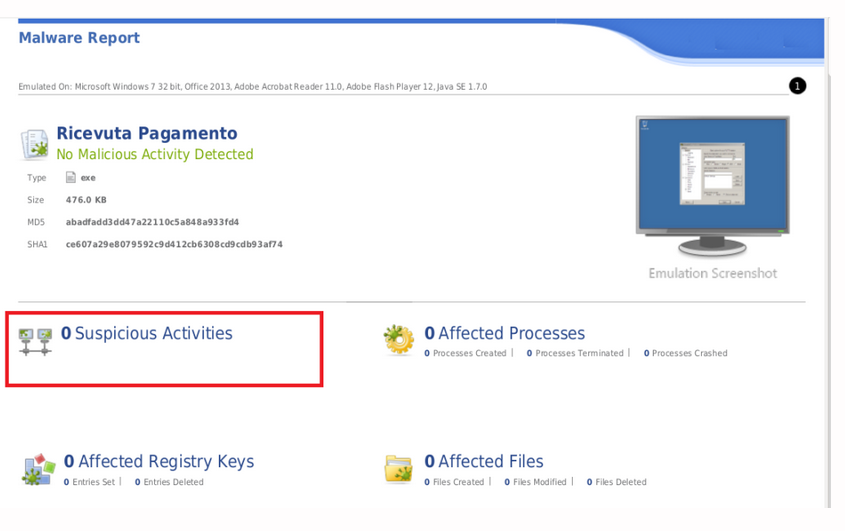 Malware Report
Emulated On: Microsoft Windows 7 32 bit, Office 2013, Adobe Acrobat Reader 11.0, Adobe Flash Player 12, Java SE 1.7.0
1
Ricevuta Pagamento
No Malicious Activity Detected
Type exe
Size 476.0 KB
MD5 abadfadd3dd47a22110c5a848a933fd4
SHA1 ce607a29e8079592c9d412cb6308cd9cdb93af74
Emulation Screenshot
0 Suspicious Activities
0 Affected Processes
0 Processes Created | 0 Processes Terminated | 0 Processes Crashed
0 Affected Registry Keys
0 Entries Set | 0 Entries Deleted
0 Affected Files
0 Files Created | 0 Files Modified | 0 Files Deleted